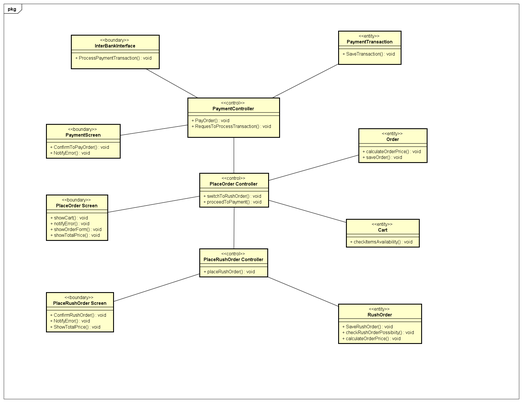 pkg
<<boundary>>
InterBankInterface
+ ProcessPaymentTransaction() : void
<<entity>>
PaymentTransaction
+ SaveTransaction() : void
<<control>>
PaymentController
+ PayOrder() : void
+ RequesToProcessTransaction() : void
<<boundary>>
PaymentScreen
+ ConfirmToPayOrder() : void
+ NotifyError() : void
<<entity>>
Order
+ calculateOrderPrice() : void
+ saveOrder() : void
<<control>>
PlaceOrder Controller
+ switchToRushOrder() : void
+ proceedToPayment() : void
<<boundary>>
PlaceOrder Screen
+ showCart() : void
+ notifyError() : void
+ showOrderForm() : void
+ showTotalPrice() : void
<<entity>>
Cart
+ checkItemsAvailability() : void
<<control>>
PlaceRushOrder Controller
+ placeRushOrder() : void
<<boundary>>
PlaceRushOrder Screen
+ ConfirmRushOrder() : void
+ NotifyError() : void
+ ShowTotalPrice() : void
<<entity>>
RushOrder
+ SaveRushOrder() : void
+ checkRushOrderPossibity() : void
+ calculateOrderPrice() : void